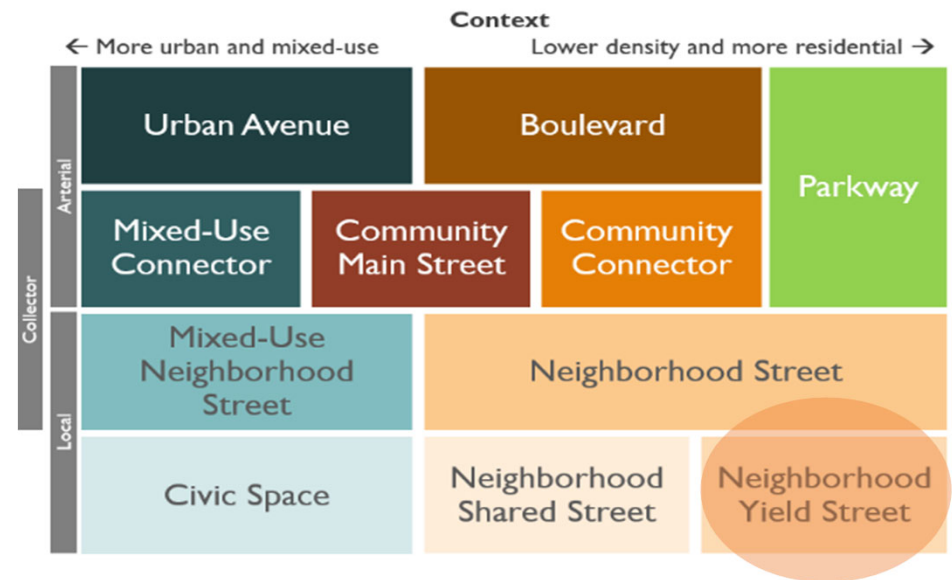 Context
← More urban and mixed-use
Lower density and more residential →
Arterial
Collector
Local
Urban Avenue
Boulevard
Parkway
Mixed-Use
Connector
Community
Main Street
Community
Connector
Mixed-Use
Neighborhood
Street
Neighborhood Street
Civic Space
Neighborhood
Shared Street
Neighborhood
Yield Street